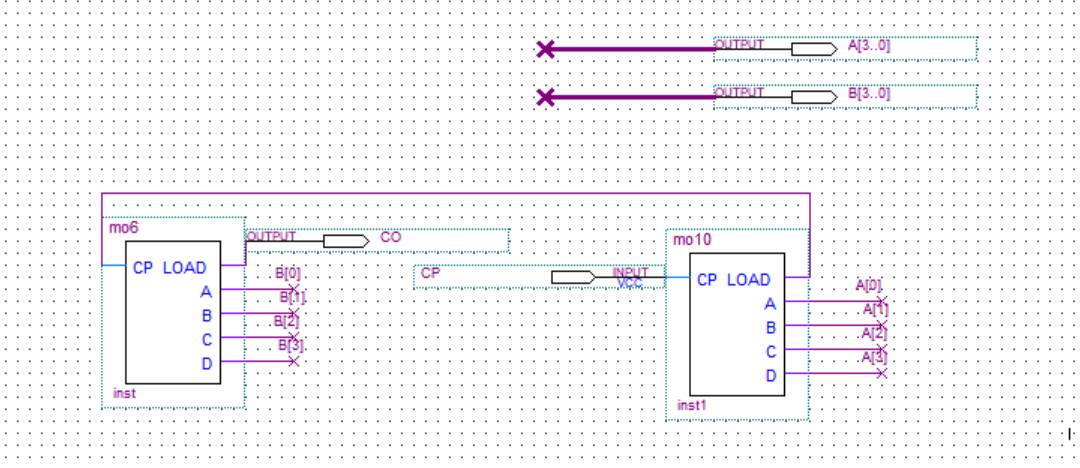 OUTPUT A[3..0]
OUTPUT B[3..0]
mo6
OUTPUT CO
mo10
CP LOAD
B[0]
CP
INPUT
VCC
CP LOAD
A
B[1]
A[0]
B
B[2]
A
A[1]
C
B[3]
B
A[2]
D
C
A[3]
D
inst
inst1